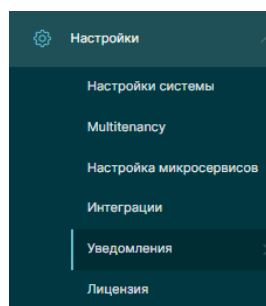 Настройки
Настройки системы
Multitenancy
Настройка микросервисов
Интеграции
Уведомления
Лицензия